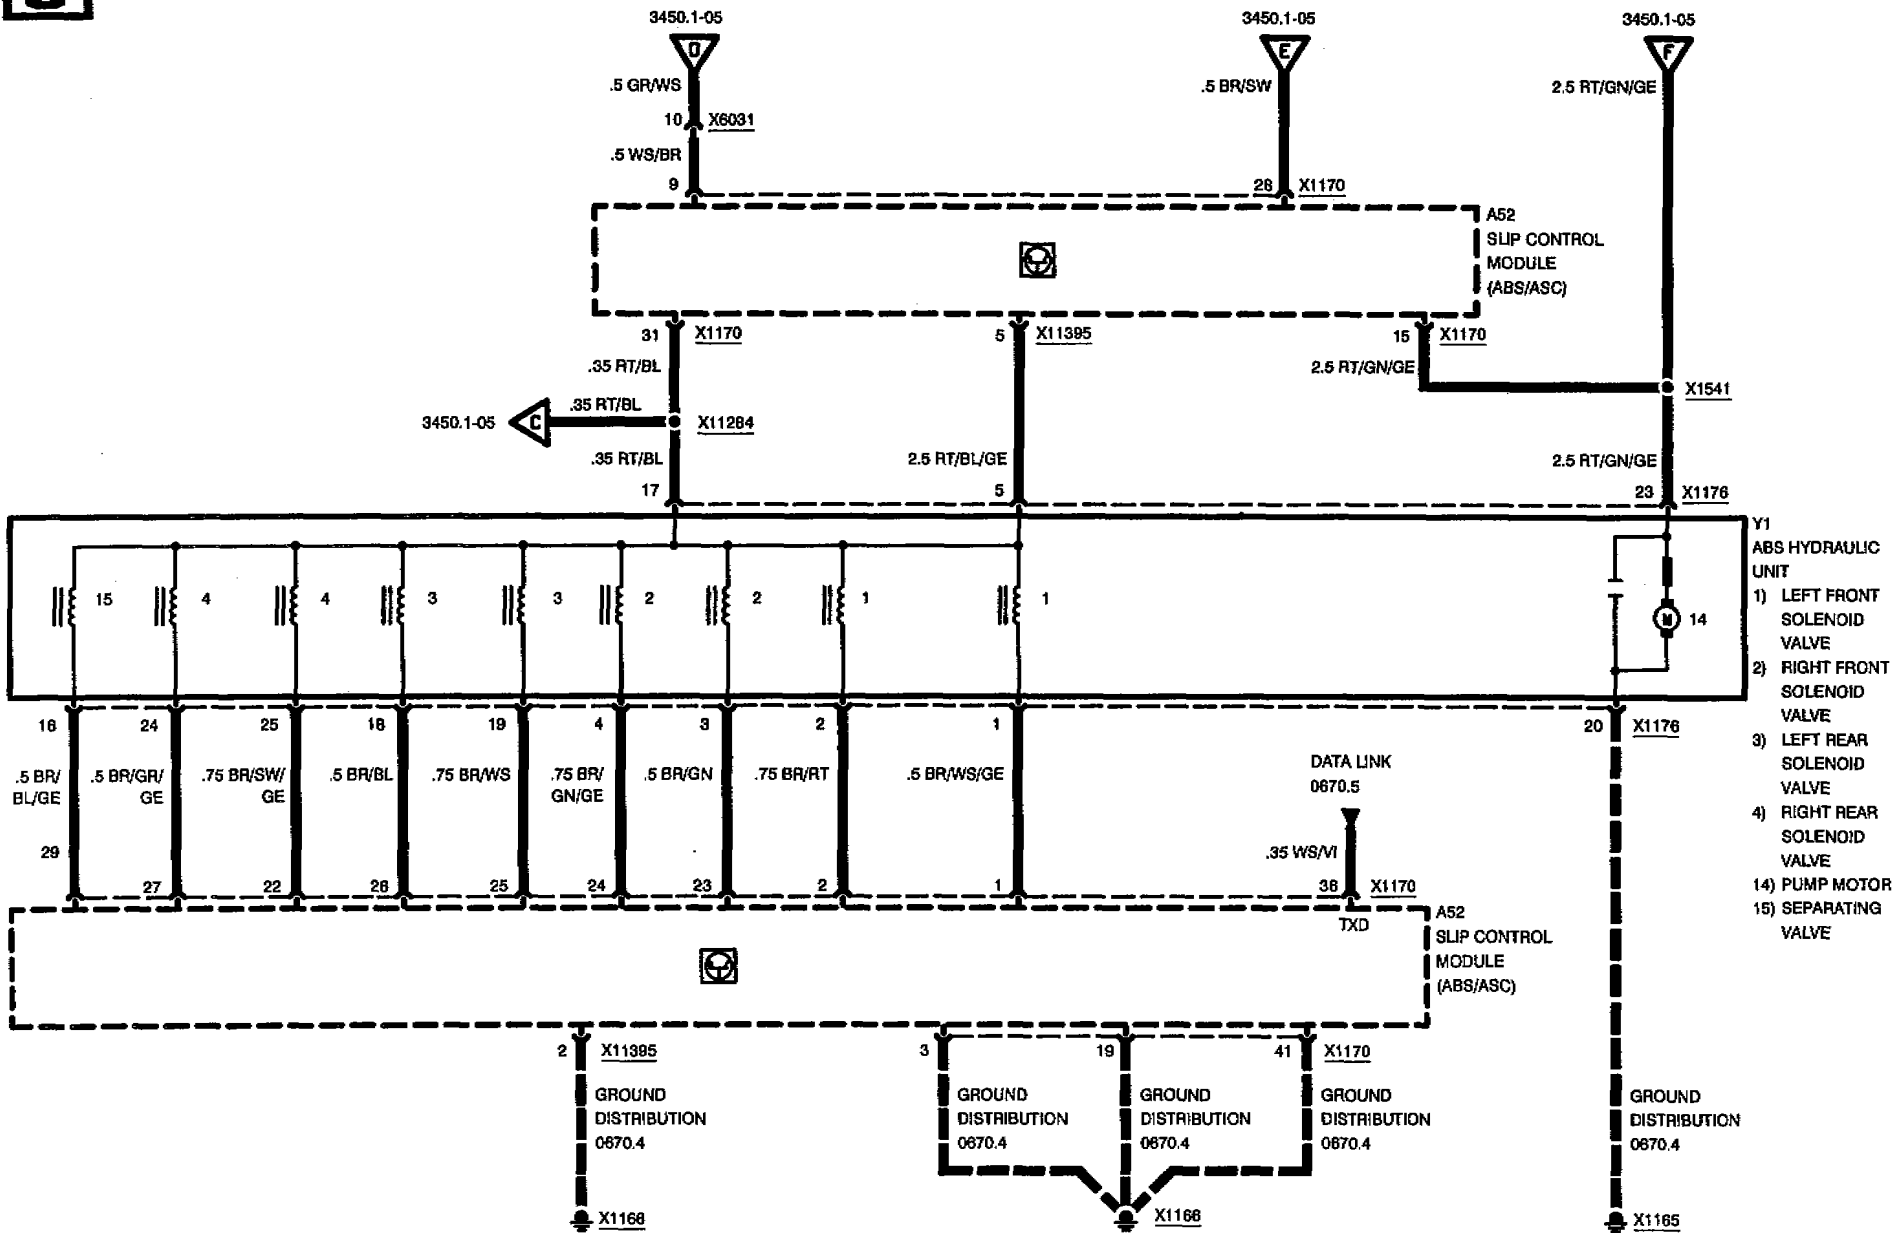 3450.1-05
3450.1-05
3450.1-05
D
E
F
.5 GR/WS
.5 BR/SW
2.5 RT/GN/GE
10
X6031
.5 WS/BR
9
28
X1170
A52
SLIP CONTROL
MODULE
(ABS/ASC)
31
X1170
5
X11395
15
X1170
.35 RT/BL
2.5 RT/GN/GE
X1541
3450.1-05
C
.35 RT/BL
X11284
.35 RT/BL
2.5 RT/BL/GE
2.5 RT/GN/GE
17
5
23
X1176
Y1
ABS HYDRAULIC
UNIT
1) LEFT FRONT
SOLENOID
VALVE
2) RIGHT FRONT
SOLENOID
VALVE
3) LEFT REAR
SOLENOID
VALVE
4) RIGHT REAR
SOLENOID
VALVE
14) PUMP MOTOR
15) SEPARATING
VALVE
15
4
4
3
3
2
2
1
1
M
14
16
24
25
18
19
4
3
2
1
20
X1176
.5 BR/
BL/GE
.5 BR/GR/
GE
.75 BR/SW/
GE
.5 BR/BL
.75 BR/WS
.75 BR/
GN/GE
.5 BR/GN
.75 BR/RT
.5 BR/WS/GE
DATA LINK
0670.5
.35 WS/VI
29
27
22
26
25
24
23
2
1
38
X1170
TXD
A52
SLIP CONTROL
MODULE
(ABS/ASC)
2
X11395
3
19
41
X1170
GROUND
DISTRIBUTION
0670.4
GROUND
DISTRIBUTION
0670.4
GROUND
DISTRIBUTION
0670.4
GROUND
DISTRIBUTION
0670.4
GROUND
DISTRIBUTION
0670.4
X1166
X1166
X1165